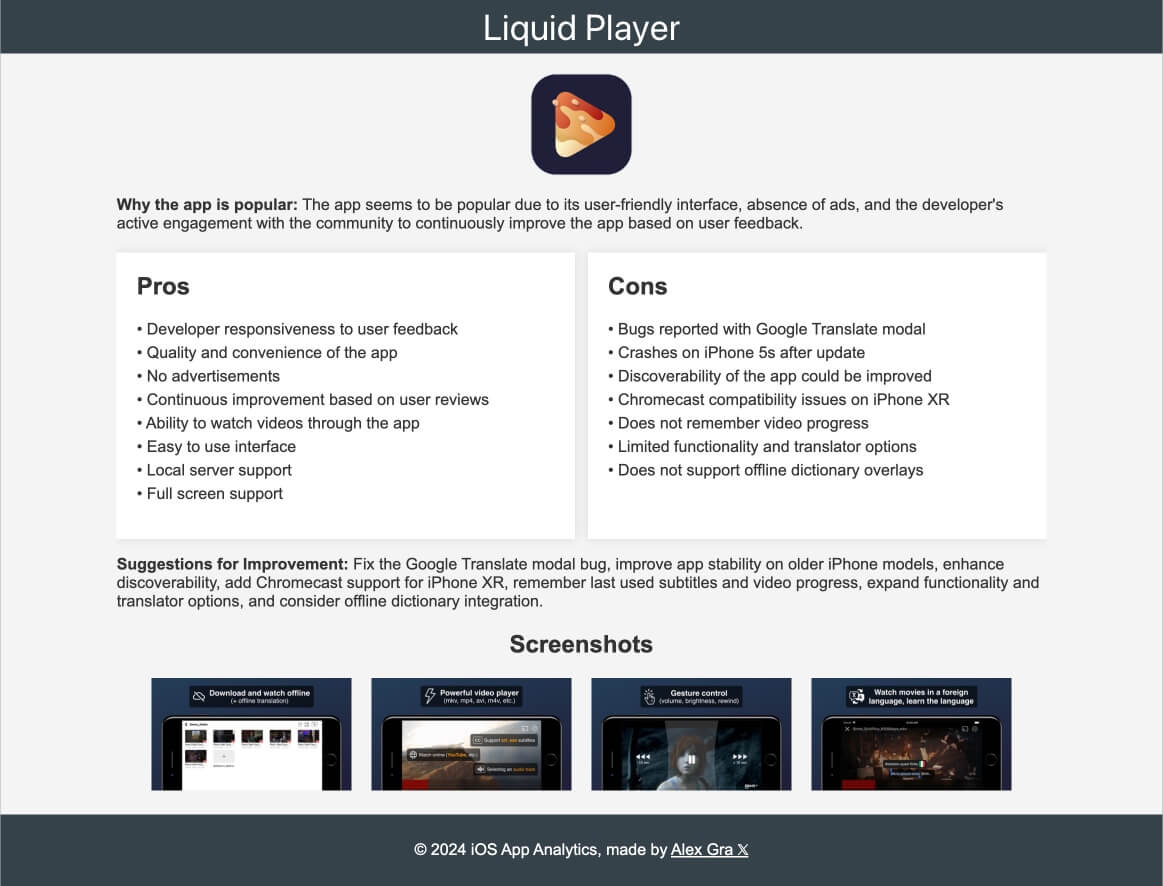 Liquid Player
Why the app is popular: The app seems to be popular due to its user-friendly interface, absence of ads, and the developer's
active engagement with the community to continuously improve the app based on user feedback.
Pros
• Developer responsiveness to user feedback
• Quality and convenience of the app
• No advertisements
• Continuous improvement based on user reviews
• Ability to watch videos through the app
• Easy to use interface
• Local server support
• Full screen support
Cons
• Bugs reported with Google Translate modal
• Crashes on iPhone 5s after update
• Discoverability of the app could be improved
• Chromecast compatibility issues on iPhone XR
• Does not remember video progress
• Limited functionality and translator options
• Does not support offline dictionary overlays
Suggestions for Improvement: Fix the Google Translate modal bug, improve app stability on older iPhone models, enhance
discoverability, add Chromecast support for iPhone XR, remember last used subtitles and video progress, expand functionality and
translator options, and consider offline dictionary integration.
Screenshots
Download and watch offline
(+ offline translation)
Powerful video player
(mkv, mp4, avi, m4v, etc.)
Support srt, ass subtitles
Watch online (YouTube, etc.)
Selecting an audio track
Gesture control
(volume, brightness, rewind)
Watch movies in a foreign
language, learn the language
© 2024 iOS App Analytics, made by Alex Gra 𝕏